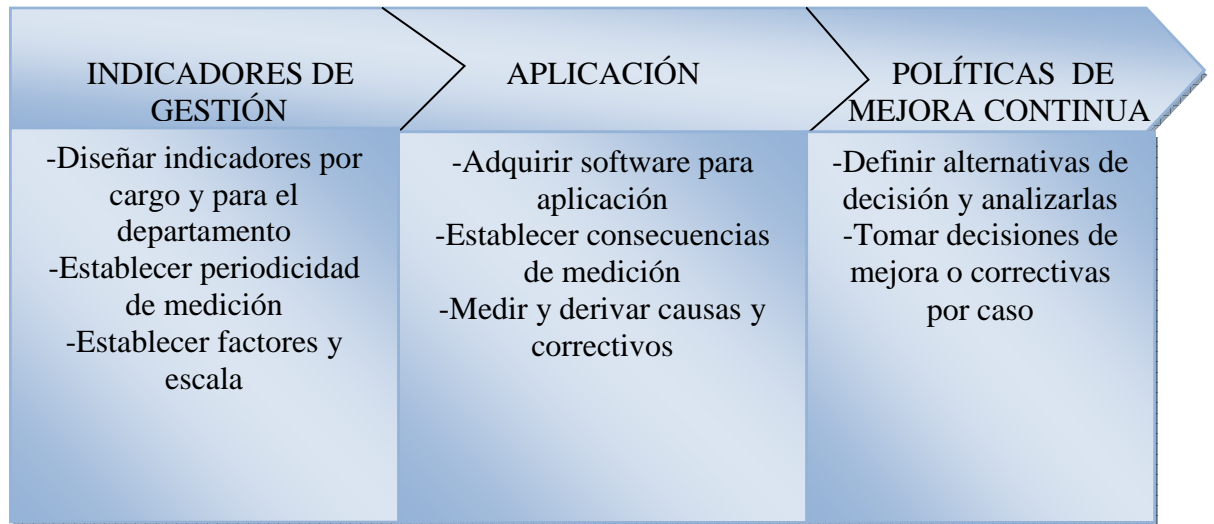 INDICADORES DE
GESTIÓN
-Diseñar indicadores por
cargo y para el
departamento
-Establecer periodicidad
de medición
-Establecer factores y
escala
APLICACIÓN
-Adquirir software para
aplicación
-Establecer consecuencias
de medición
-Medir y derivar causas y
correctivos
POLÍTICAS DE
MEJORA CONTINUA
-Definir alternativas de
decisión y analizarlas
-Tomar decisiones de
mejora o correctivas
por caso